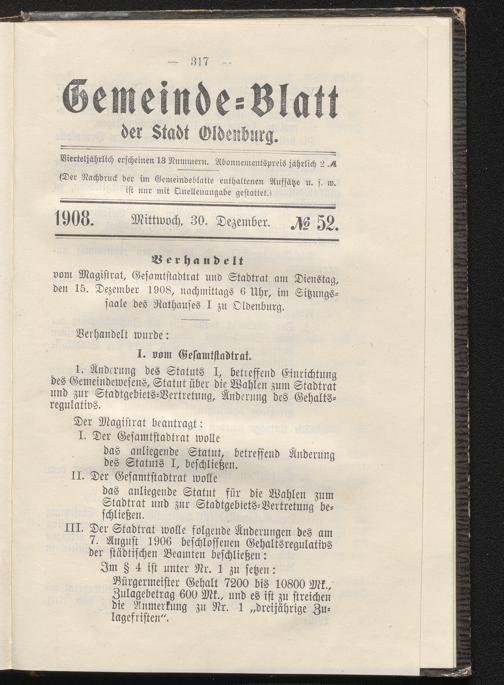 — 317 —
Gemeinde=Blatt
der Stadt Oldenburg.
Vierteljährlich erscheinen 13 Nummern. Abonnementspreis jährlich 2 ℳ
(Der Nachdruck der im Gemeindeblatte enthaltenen Aufsätze u. s. w.
ist nur mit Quellenangabe gestattet.)
1908. Mittwoch, 30. Dezember. № 52.
Verhandelt
vom Magistrat, Gesamtstadtrat und Stadtrat am Dienstag,
den 15. Dezember 1908, nachmittags 6 Uhr, im Sitzungs=
saale des Rathauses I zu Oldenburg.
Verhandelt wurde:
I. vom Gesamtstadtrat.
1. Änderung des Statuts I, betreffend Einrichtung
des Gemeindewesens, Statut über die Wahlen zum Stadtrat
und zur Stadtgebiets=Vertretung, Änderung des Gehalts=
regulativs.
Der Magistrat beantragt:
I. Der Gesamtstadtrat wolle
das anliegende Statut, betreffend Änderung
des Statuts I, beschließen.
II. Der Gesamtstadtrat wolle
das anliegende Statut für die Wahlen zum
Stadtrat und zur Stadtgebiets=Vertretung be=
schließen.
III. Der Stadtrat wolle folgende Änderungen des am
7. August 1906 beschlossenen Gehaltsregulativs
der städtischen Beamten beschließen:
Im § 4 ist unter Nr. 1 zu setzen:
Bürgermeister Gehalt 7200 bis 10800 Mk.,
Zulagebetrag 600 Mk., und es ist zu streichen
die Anmerkung zu Nr. 1 „dreijährige Zu=
lagefristen“.